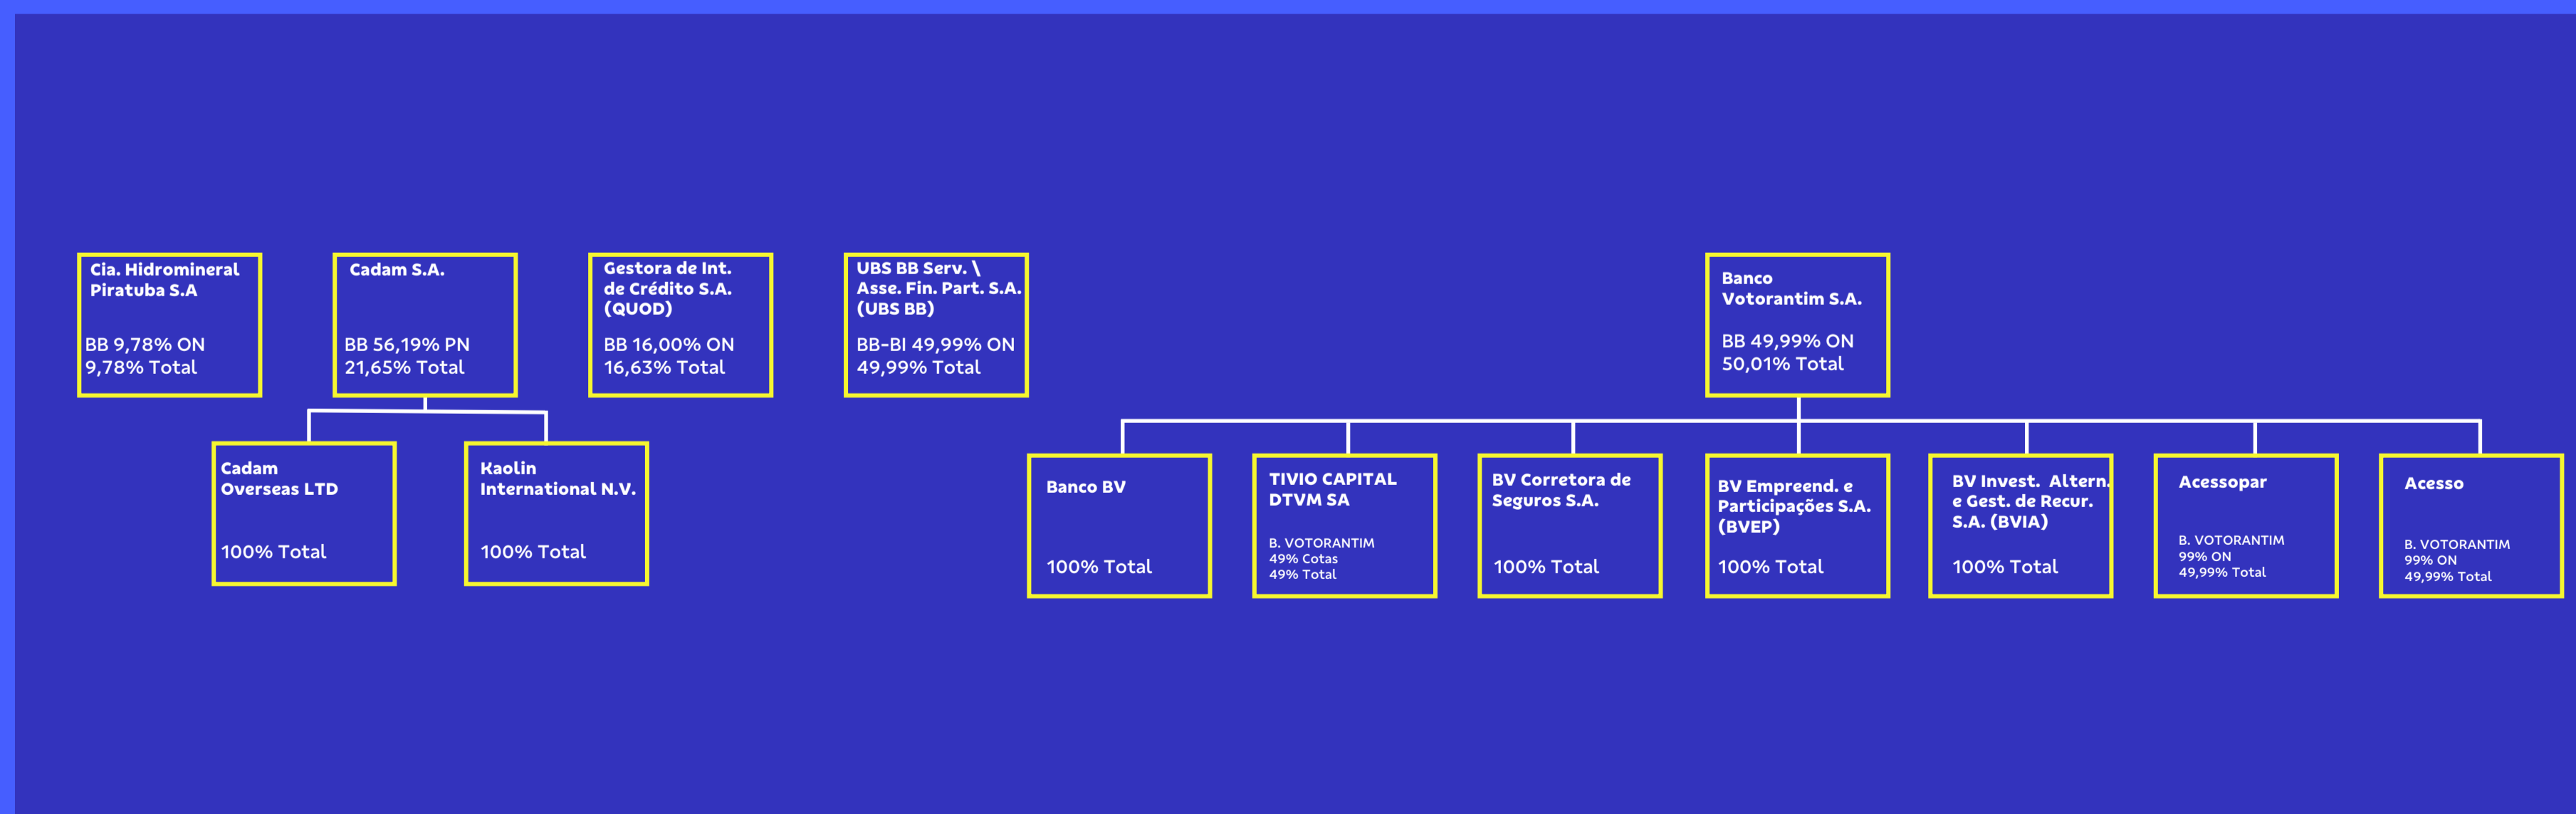 Cia. Hidromineral
Piratuba S.A
BB 9,78% ON
9,78% Total
Cadam S.A.
BB 56,19% PN
21,65% Total
Gestora de Int.
de Crédito S.A.
(QUOD)
BB 16,00% ON
16,63% Total
UBS BB Serv. \
Asse. Fin. Part. S.A.
(UBS BB)
BB-BI 49,99% ON
49,99% Total
Banco
Votorantim S.A.
BB 49,99% ON
50,01% Total
Cadam
Overseas LTD
100% Total
Kaolin
International N.V.
100% Total
Banco BV
100% Total
TIVIO CAPITAL
DTVM SA
B. VOTORANTIM
49% Cotas
49% Total
BV Corretora de
Seguros S.A.
100% Total
BV Empreend. e
Participações S.A.
(BVEP)
100% Total
BV Invest. Altern.
e Gest. de Recur.
S.A. (BVIA)
100% Total
Acessopar
B. VOTORANTIM
99% ON
49,99% Total
Acesso
B. VOTORANTIM
99% ON
49,99% Total